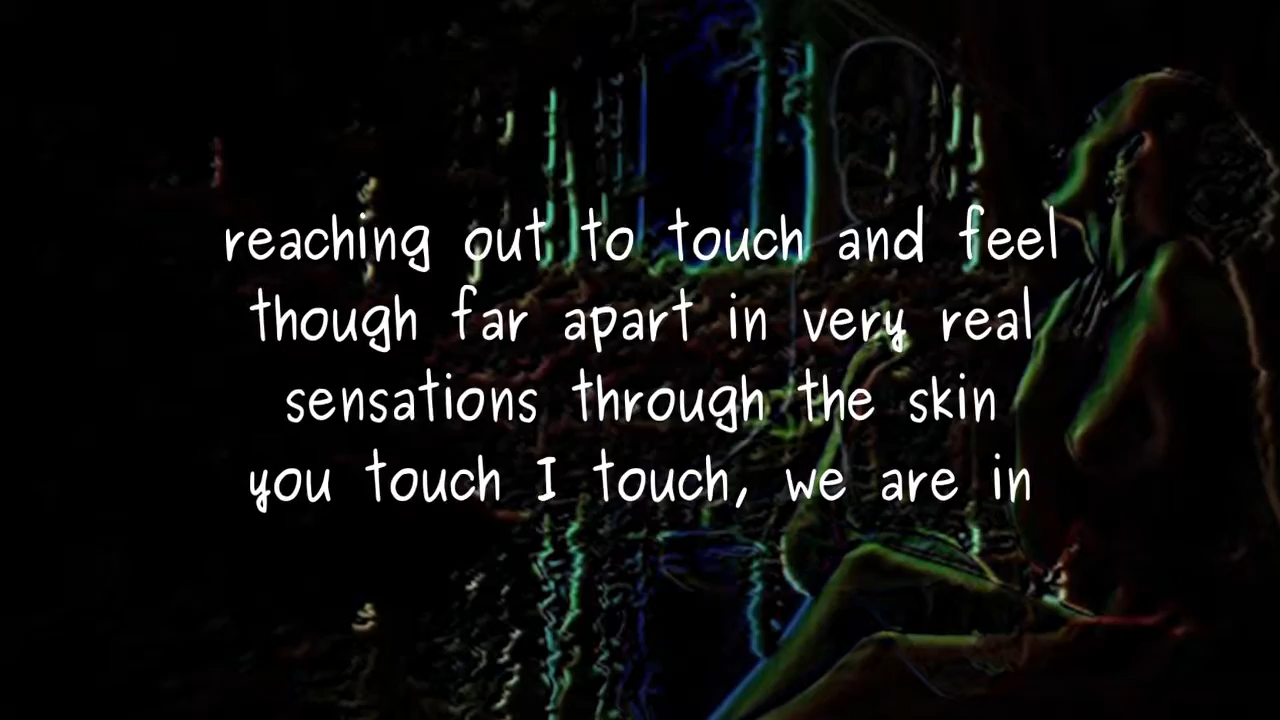 reaching out to touch and feel
though far apart in very real
sensations through the skin
you touch I touch, we are in